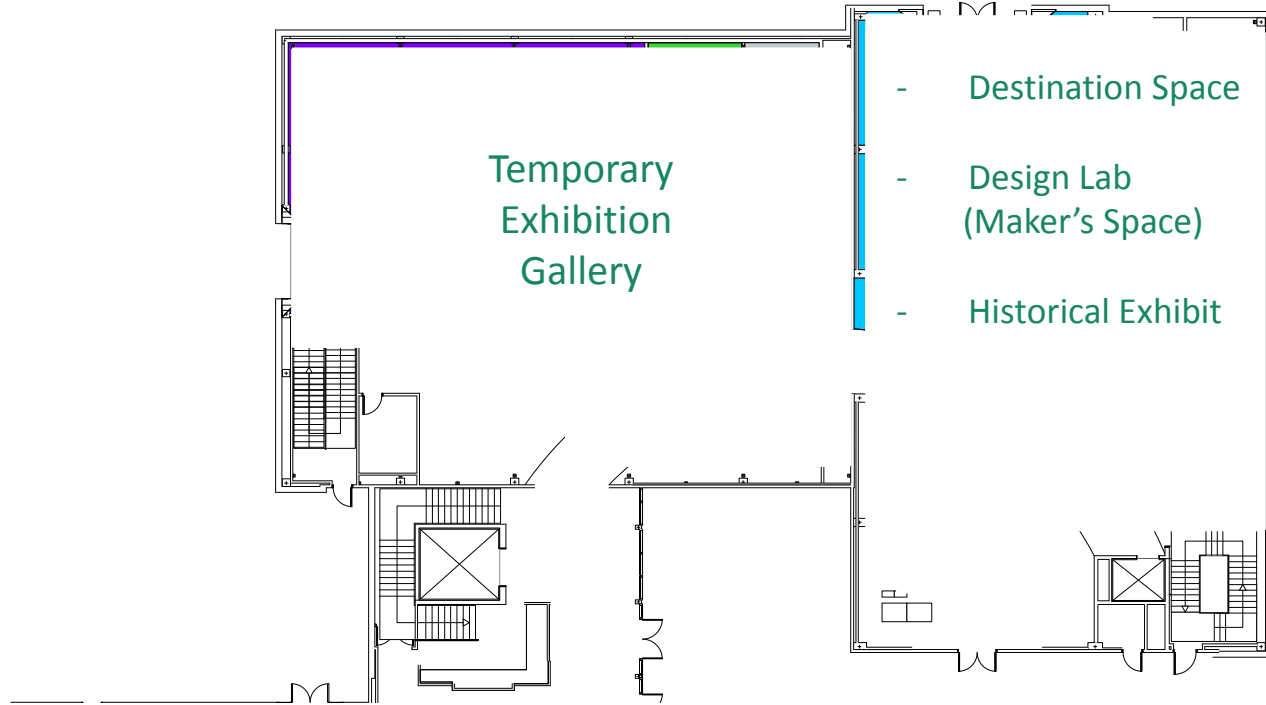 Temporary
Exhibition
Gallery
- Destination Space
- Design Lab
(Maker’s Space)
- Historical Exhibit